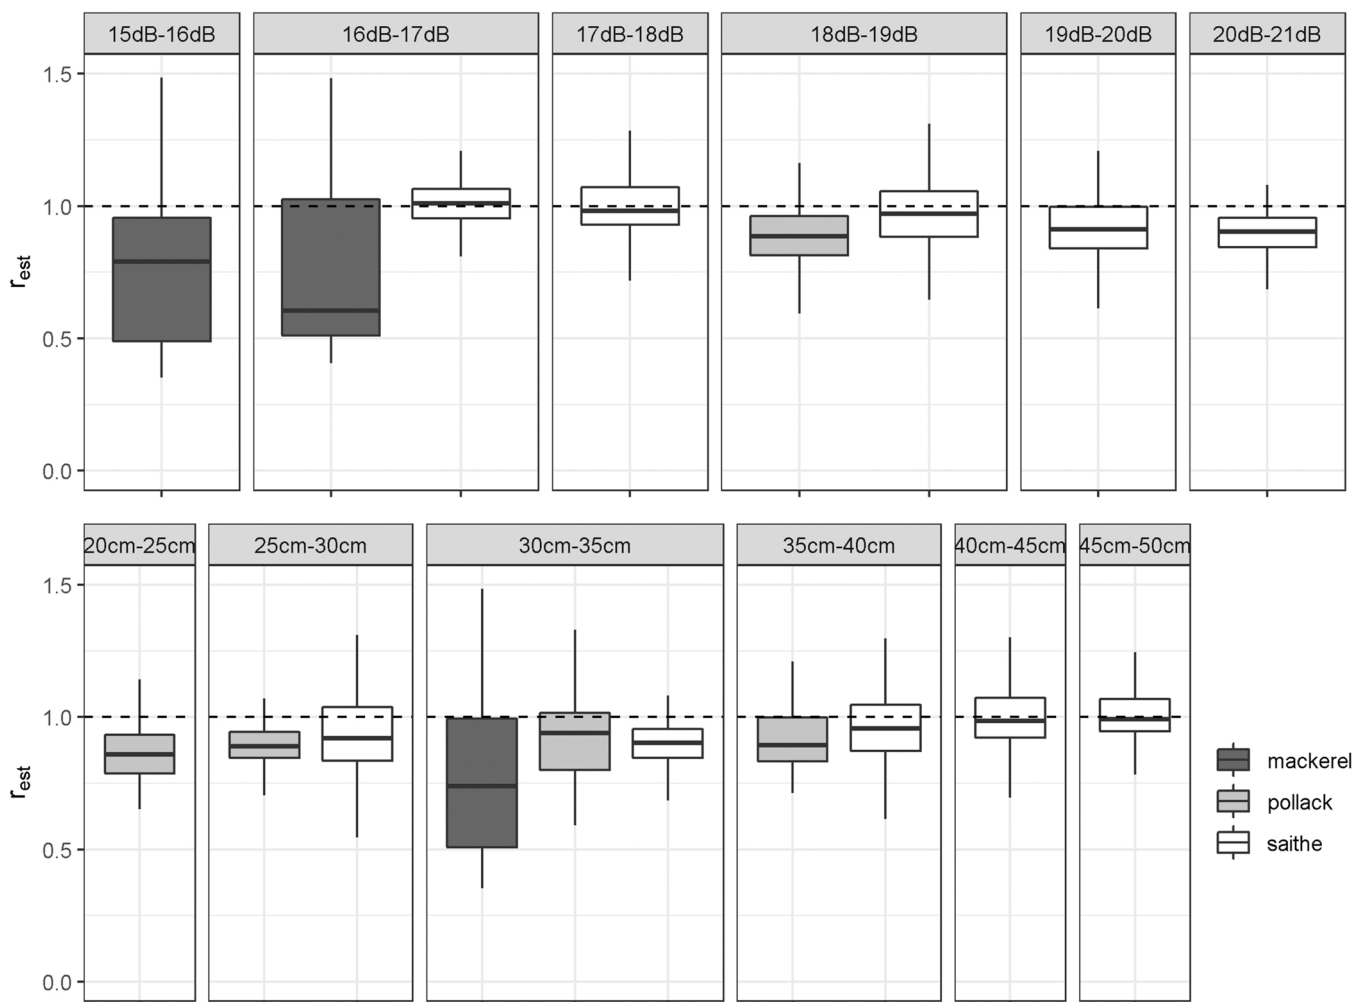 15dB-16dB 16dB-17dB 17dB-18dB 18dB-19dB 19dB-20dB 20dB-21dB
1.5
1.0
rest
0.5
0.0
20cm-25cm 25cm-30cm 30cm-35cm 35cm-40cm 40cm-45cm 45cm-50cm
1.5
1.0
rest
0.5
0.0
mackerel
pollack
saithe